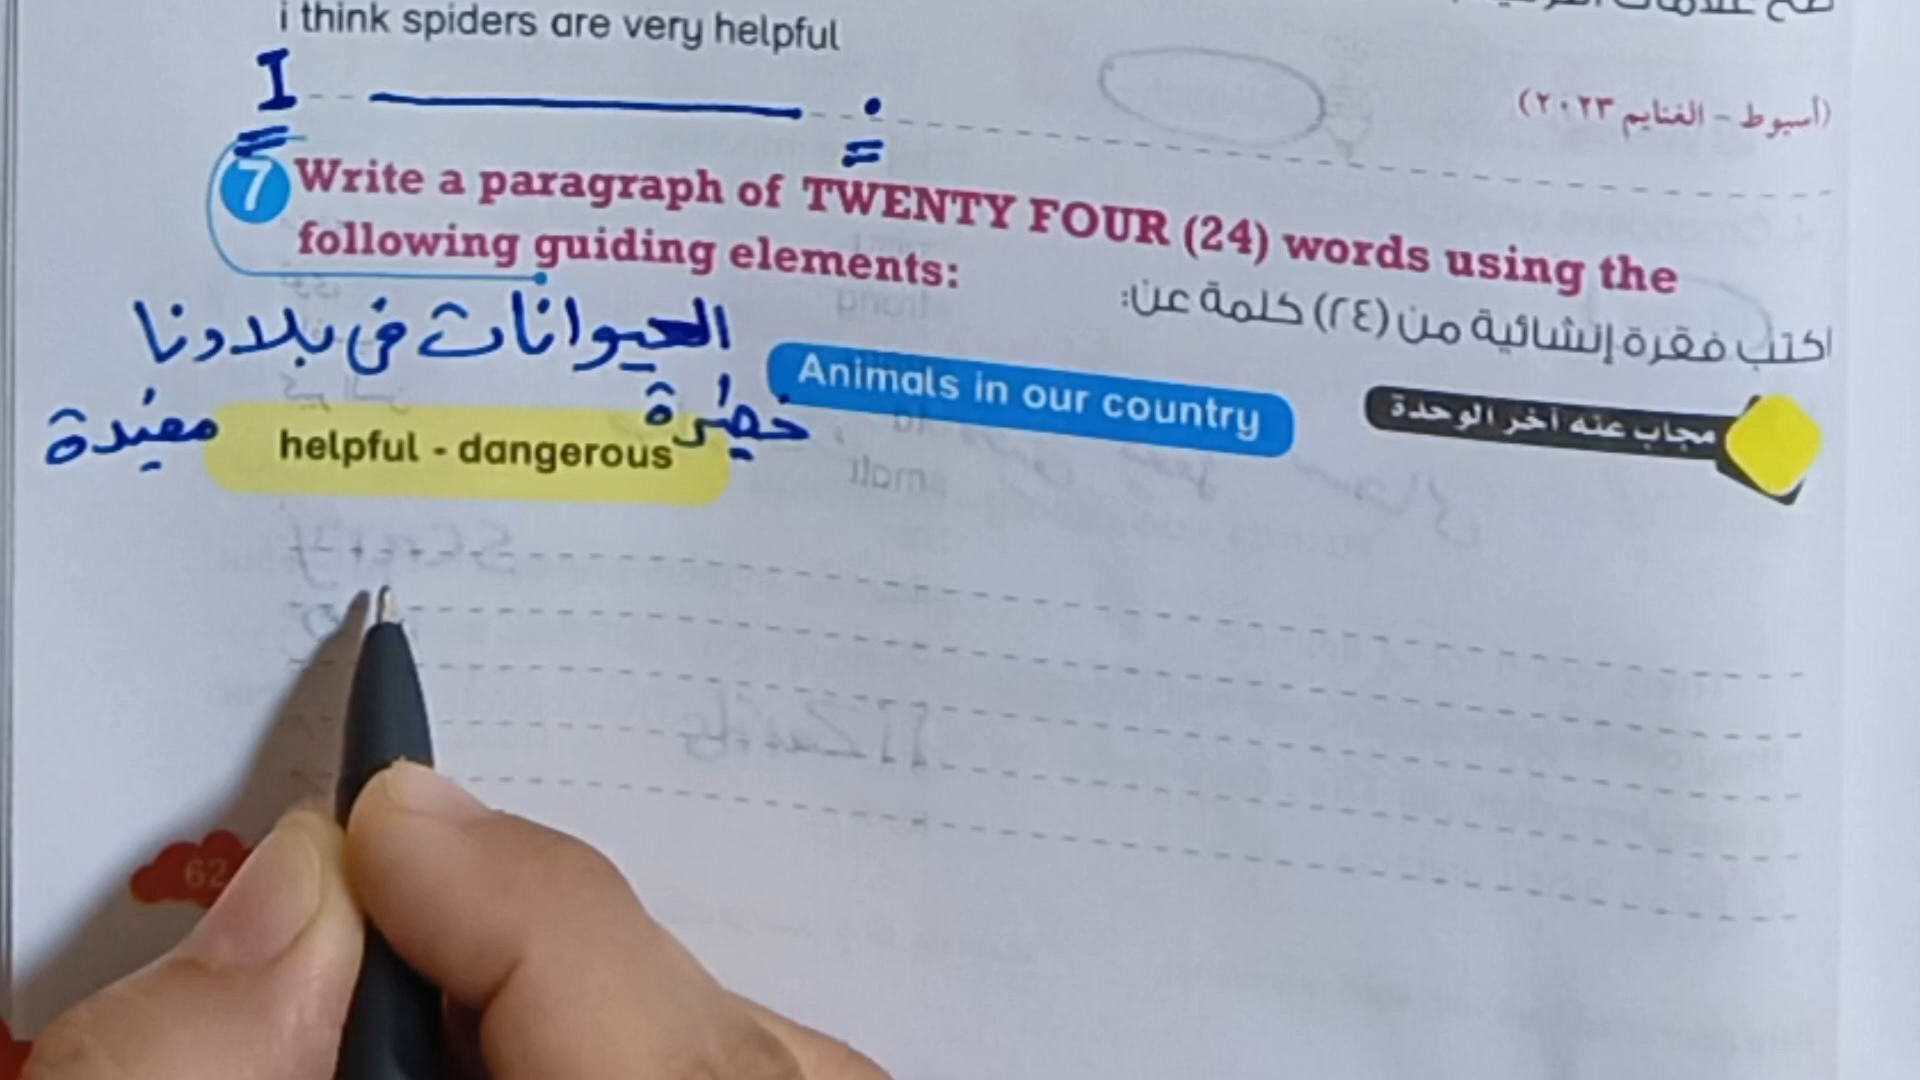 i think spiders are very helpful
I .
(أسيوط - الغنايم ٢٠٢٣)
7 Write a paragraph of TWENTY FOUR (24) words using the
following guiding elements:
اكتب فقرة إنشائية من (٢٤) كلمة عن:
الحيوانات في بلادنا
Animals in our country
مجاب عنه آخر الوحدة
مفيدة
helpful - dangerous
خطرة
62